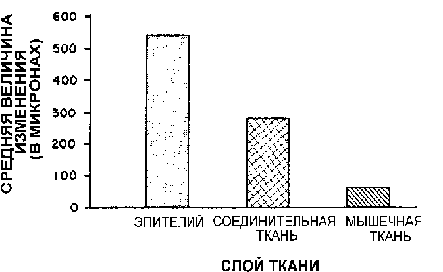 СРЕДНЯЯ ВЕЛИЧИНА
ИЗМЕНЕНИЯ
(В МИКРОНАХ)
600
500
400
300
200
100
0
ЭПИТЕЛИЙ
СОЕДИНИТЕЛЬНАЯ
ТКАНЬ
МЫШЕЧНАЯ
ТКАНЬ
СЛОЙ ТКАНИ